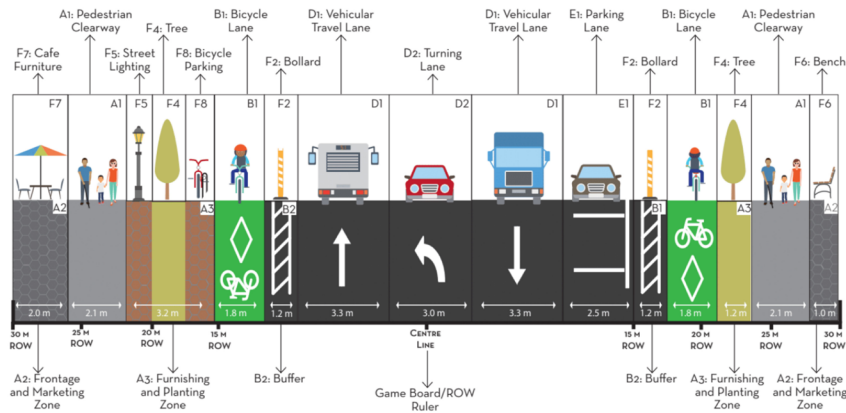 A1: Pedestrian
Clearway
F4: Tree
B1: Bicycle
Lane
D1: Vehicular
Travel Lane
D1: Vehicular
Travel Lane
E1: Parking
Lane
B1: Bicycle
Lane
A1: Pedestrian
Clearway
F7: Cafe
Furniture
F5: Street
Lighting
F8: Bicycle
Parking
F2: Bollard
D2: Turning
Lane
F2: Bollard
F4: Tree
F6: Bench
F7 A1 F5 F4 F8 B1 F2 D1 D2 D1 E1 F2 B1 F4 A1 F6
A2 A3 B2 B1 A3 A2
2.0 m 2.1 m 3.2 m 1.8 m 1.2 m 3.3 m 3.0 m 3.3 m 2.5 m 1.2 m 1.8 m 1.2 m 2.1 m 1.0 m
30 M
ROW
25 M
ROW
20 M
ROW
15 M
ROW
CENTRE
LINE
15 M
ROW
20 M
ROW
25 M
ROW
30 M
ROW
A2: Frontage
and Marketing
Zone
A3: Furnishing
and Planting
Zone
B2: Buffer
Game Board/ROW
Ruler
B2: Buffer
A3: Furnishing
and Planting
Zone
A2: Frontage
and Marketing
Zone